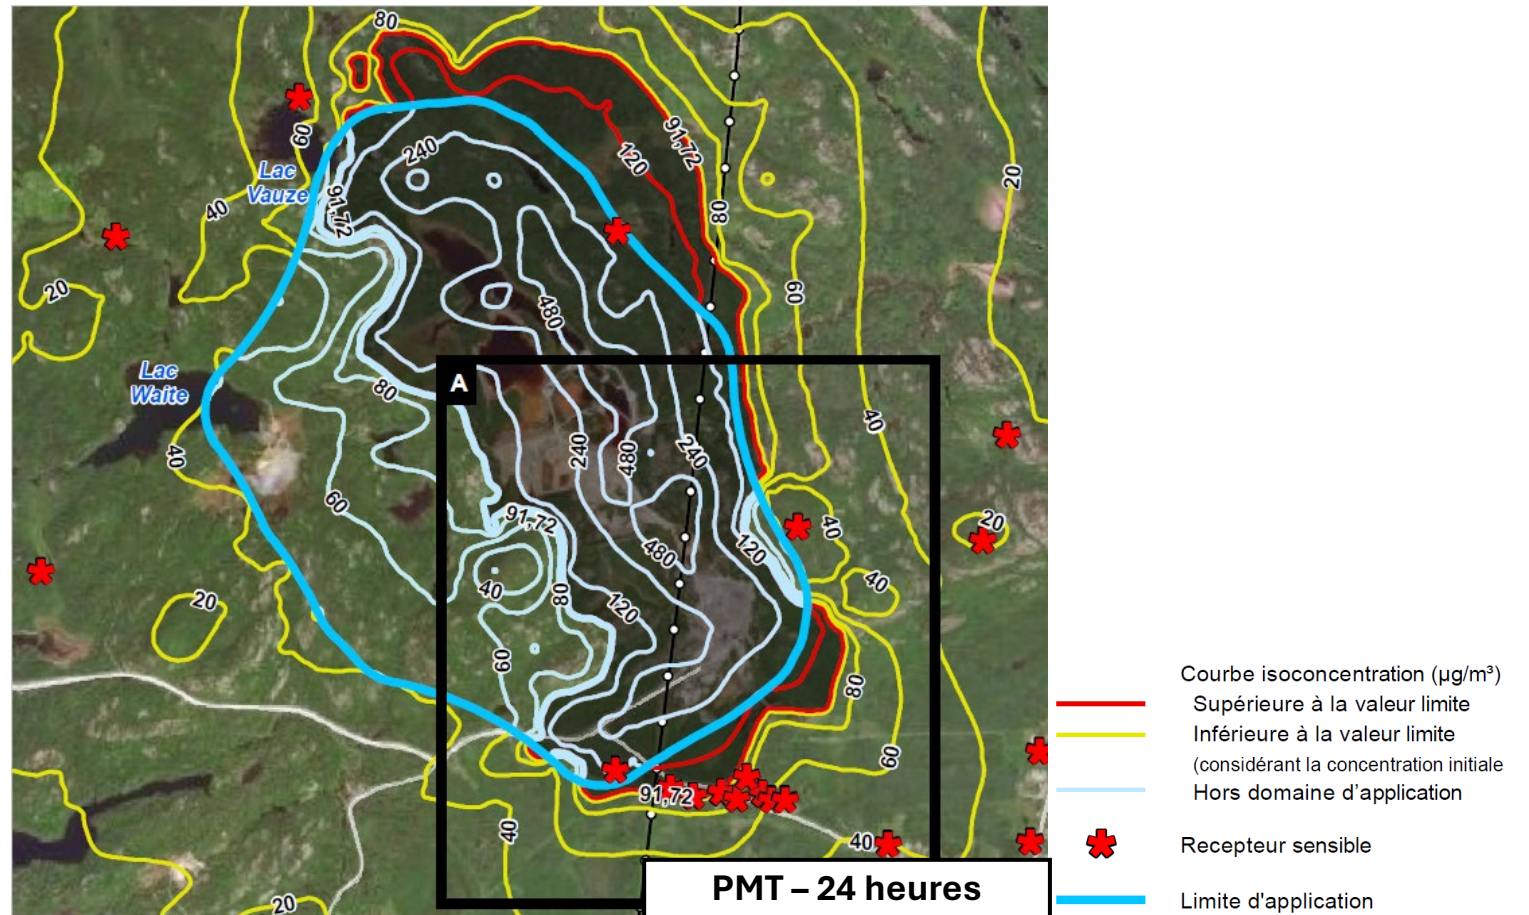 80
60
Lac
Vauze
240
91,72
120
91,72
80
20
40
20
60
480
Lac
Waite
80
A
40
40
240
480
240
60
91,72
120
40
20
480
40
80
40
20
120
60
80
60
91,72
40
40
20
PMT – 24 heures
Courbe isoconcentration (µg/m³)
Supérieure à la valeur limite
Inférieure à la valeur limite
(considérant la concentration initiale
Hors domaine d’application
Recepteur sensible
Limite d'application